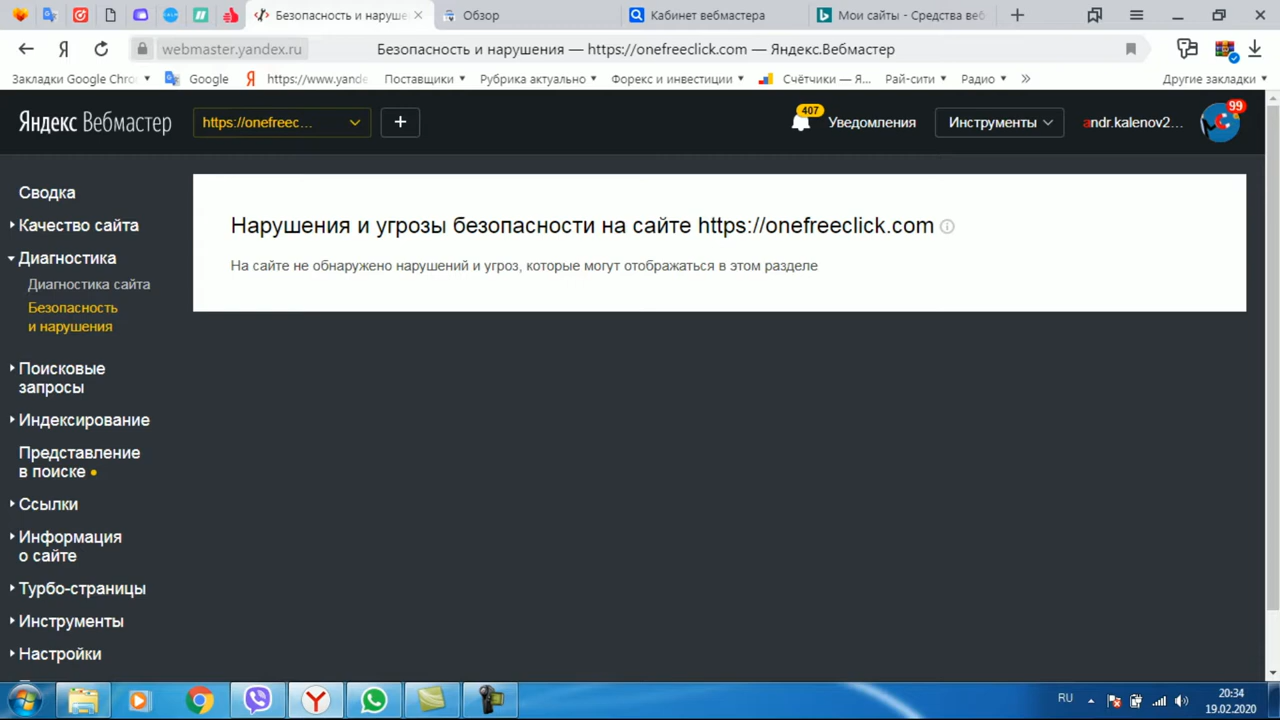 Безопасность и наруше
Обзор
Кабинет вебмастера
Мои сайты - Средства веб
webmaster.yandex.ru
Безопасность и нарушения — https://onefreeclick.com — Яндекс.Вебмастер
Закладки Google Chro
Google
https://www.yande
Поставщики
Рубрика актуально
Форекс и инвестиции
Счётчики — Я...
Рай-сити
Радио
Другие закладки
Яндекс Вебмастер
https://onefreec...
+
407
Уведомления
Инструменты
andr.kalenov2...
99
Сводка
Качество сайта
Диагностика
Диагностика сайта
Безопасность
и нарушения
Поисковые
запросы
Индексирование
Представление
в поиске
Ссылки
Информация
о сайте
Турбо-страницы
Инструменты
Настройки
Нарушения и угрозы безопасности на сайте https://onefreeclick.com
На сайте не обнаружено нарушений и угроз, которые могут отображаться в этом разделе
RU
20:34
19.02.2020